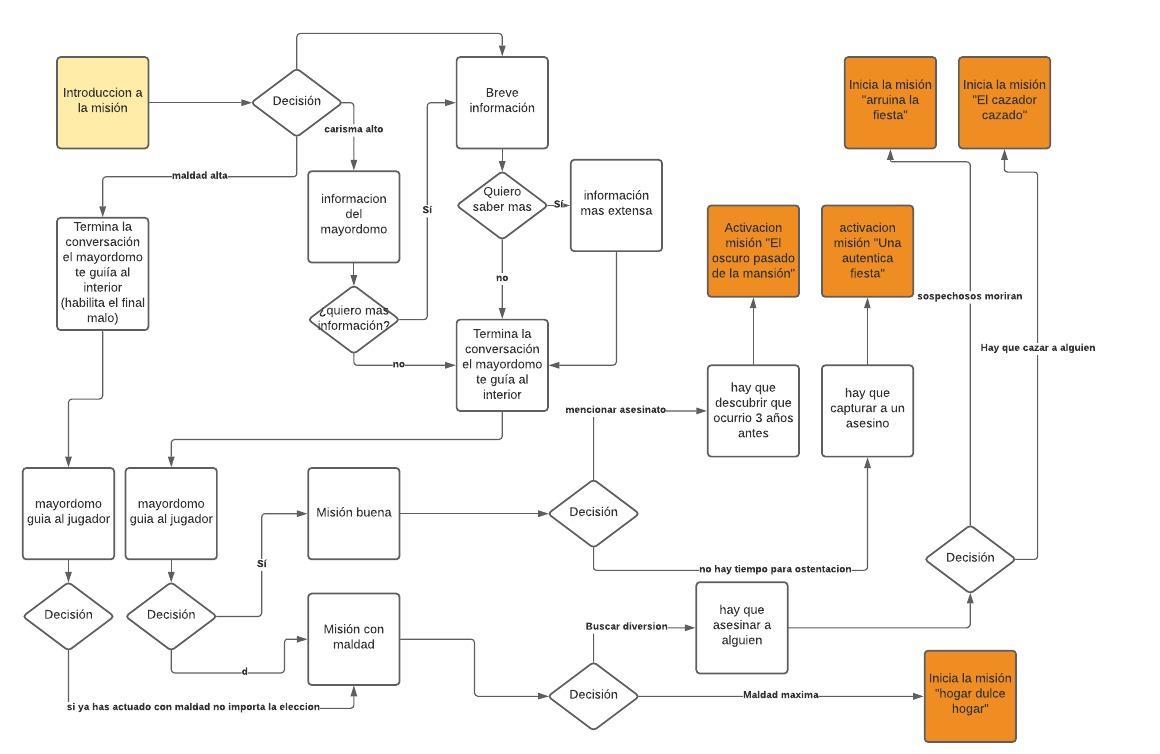 Introduccion a
la misión
Decisión
Breve
información
Inicia la misión
"arruina la
fiesta"
Inicia la misión
"El cazador
cazado"
carisma alto
maldad alta
informacion
del
mayordomo
Sí
Quiero
saber mas
Sí
información
mas extensa
Termina la
conversación
el mayordomo
te guía al
interior
(habilita el final
malo)
Activacion
misión "El
oscuro pasado
de la mansión"
activacion
misión "Una
autentica
fiesta"
no
sospechosos moriran
¿quiero mas
información?
Termina la
conversación
el mayordomo
te guía al
interior
Hay que cazar a alguien
no
hay que
descubrir que
ocurrio 3 años
antes
hay que
capturar a un
asesino
mencionar asesinato
mayordomo
guia al jugador
mayordomo
guia al jugador
Misión buena
Decisión
Sí
Decisión
no hay tiempo para ostentacion
Decisión
Decisión
Misión con
maldad
hay que
asesinar a
alguien
Buscar diversion
d
Decisión
Maldad maxima
Inicia la misión
"hogar dulce
hogar"
si ya has actuado con maldad no importa la eleccion